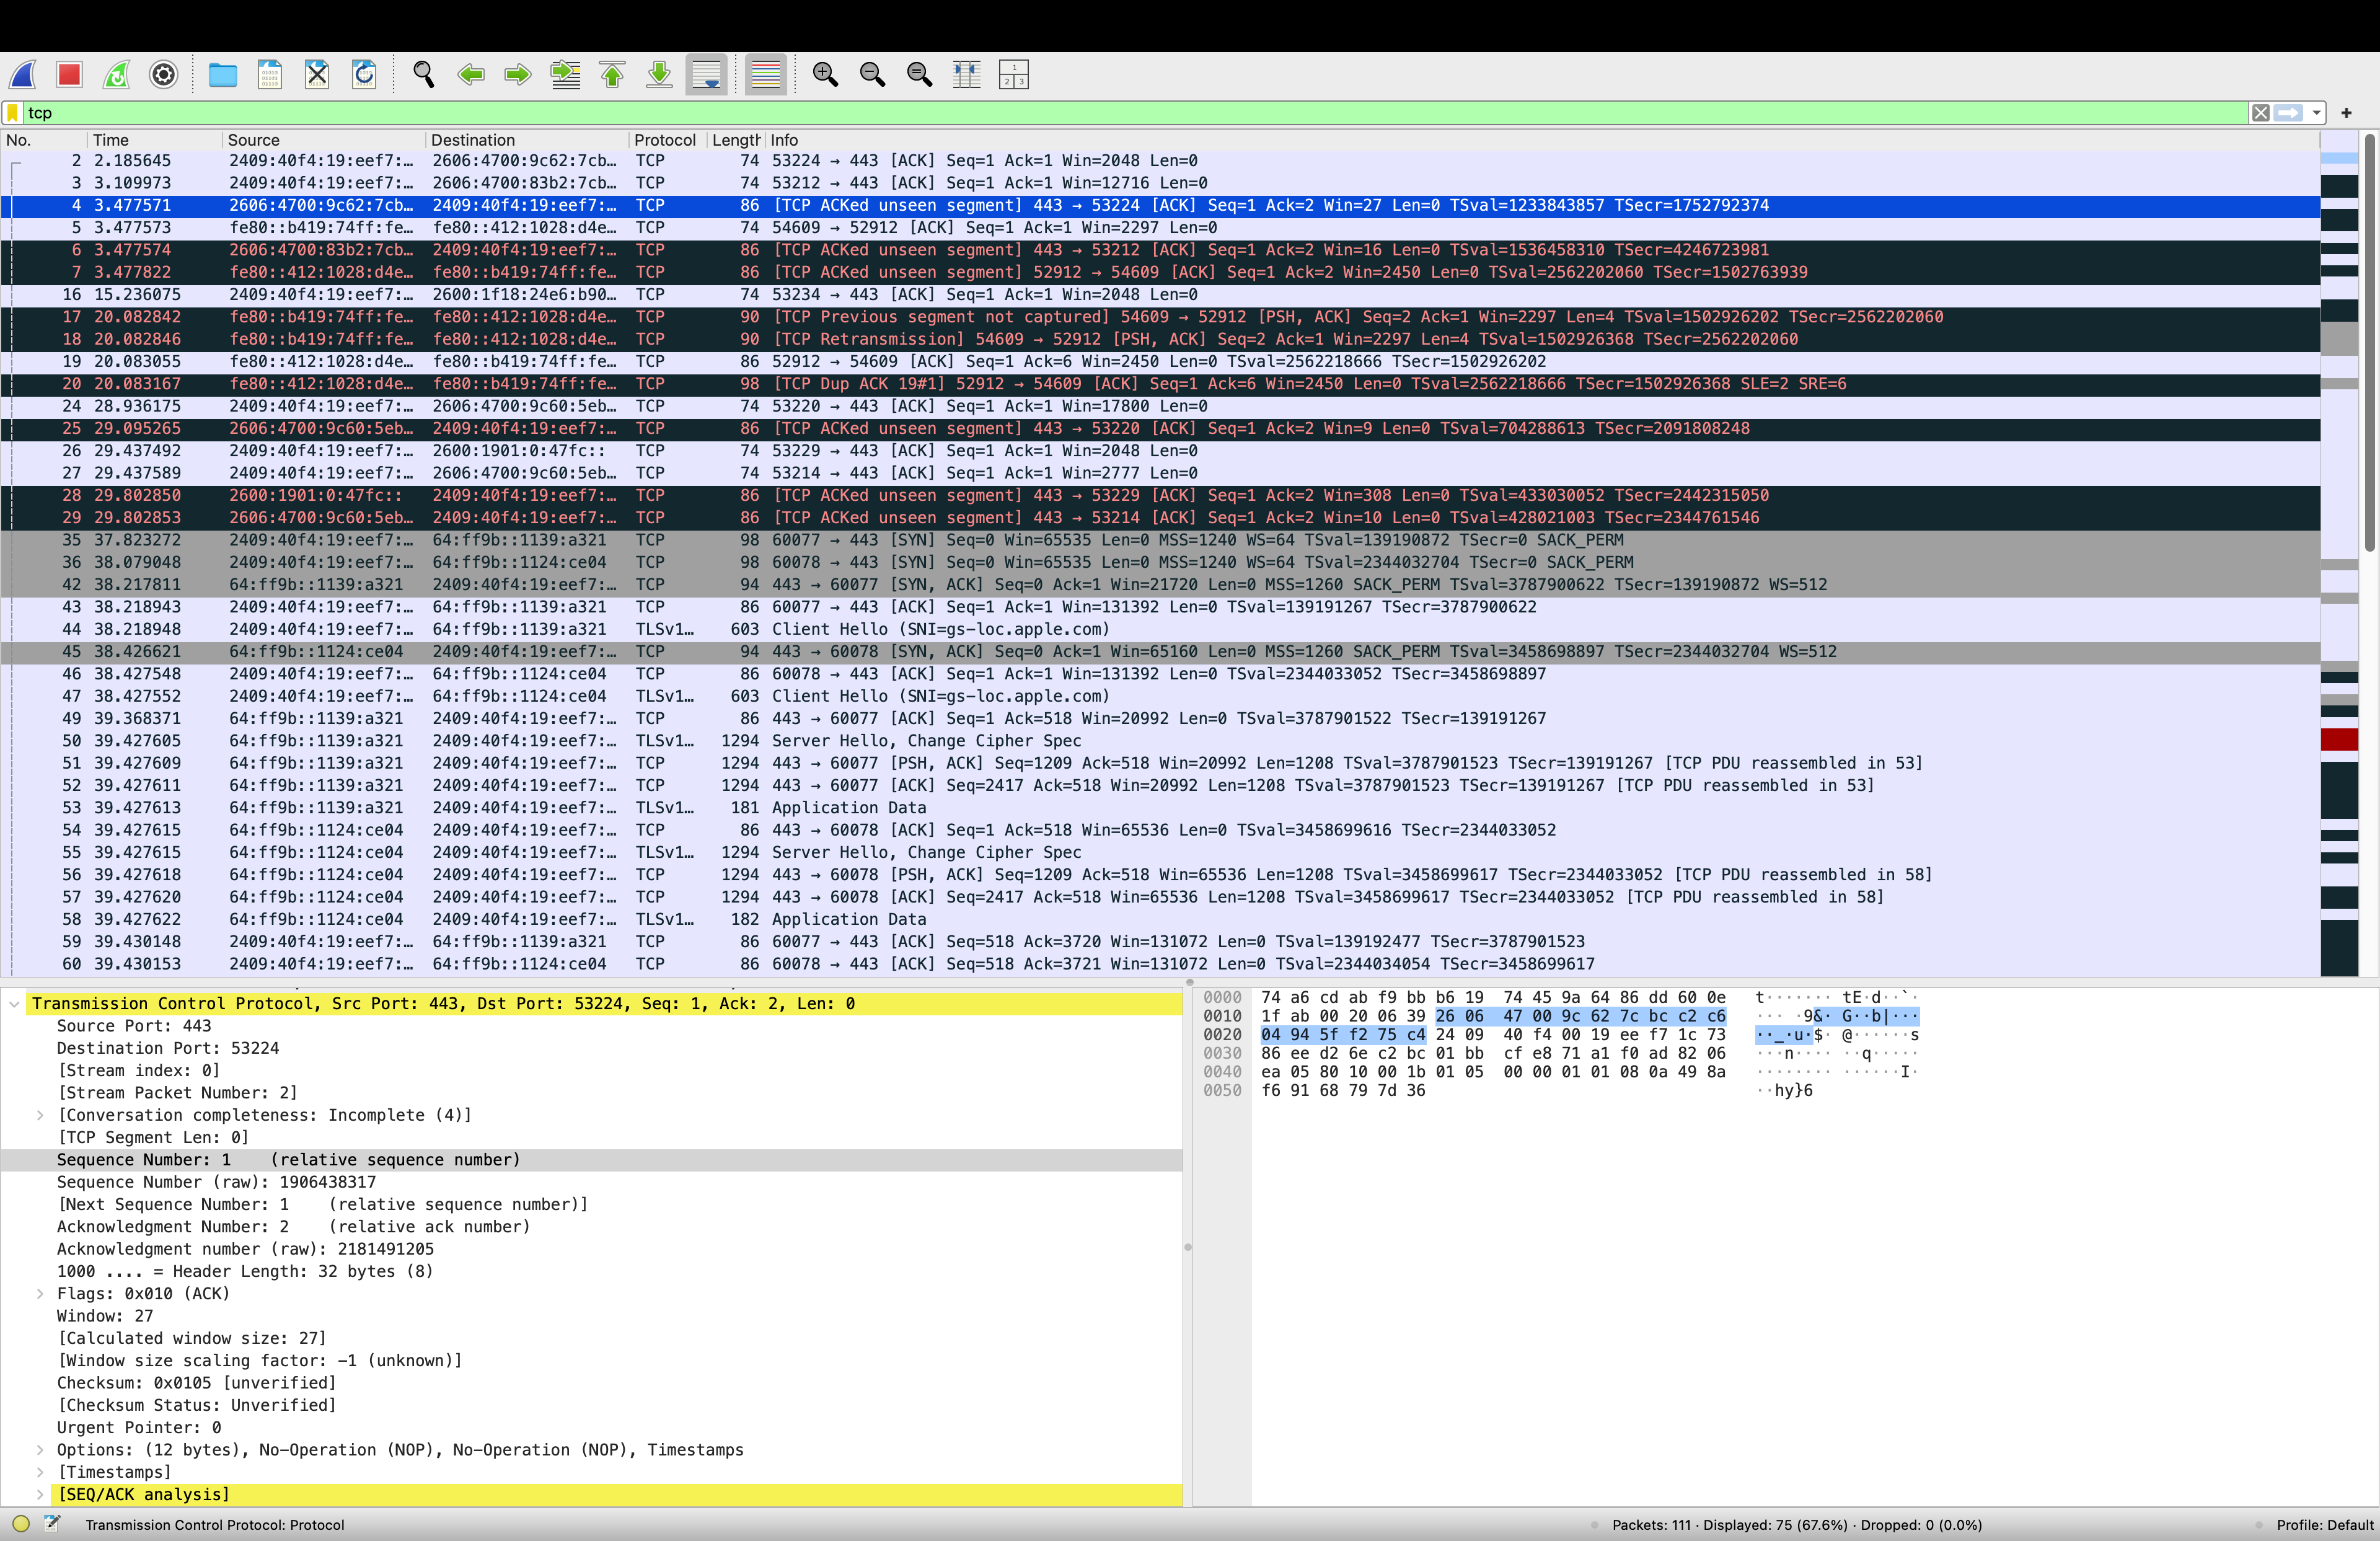 tcp
No. Time Source Destination Protocol Length Info
2 2.185645 2409:40f4:19:eef7:… 2606:4700:9c62:7cb… TCP 74 53224 → 443 [ACK] Seq=1 Ack=1 Win=2048 Len=0
3 3.109973 2409:40f4:19:eef7:… 2606:4700:83b2:7cb… TCP 74 53212 → 443 [ACK] Seq=1 Ack=1 Win=12716 Len=0
4 3.477571 2606:4700:9c62:7cb… 2409:40f4:19:eef7:… TCP 86 [TCP ACKed unseen segment] 443 → 53224 [ACK] Seq=1 Ack=2 Win=27 Len=0 TSval=1233843857 TSecr=1752792374
5 3.477573 fe80::b419:74ff:fe… fe80::412:1028:d4e… TCP 74 54609 → 52912 [ACK] Seq=1 Ack=1 Win=2297 Len=0
6 3.477574 2606:4700:83b2:7cb… 2409:40f4:19:eef7:… TCP 86 [TCP ACKed unseen segment] 443 → 53212 [ACK] Seq=1 Ack=2 Win=16 Len=0 TSval=1536458310 TSecr=4246723981
7 3.477822 fe80::412:1028:d4e… fe80::b419:74ff:fe… TCP 86 [TCP ACKed unseen segment] 52912 → 54609 [ACK] Seq=1 Ack=2 Win=2450 Len=0 TSval=2562202060 TSecr=1502763939
16 15.236075 2409:40f4:19:eef7:… 2600:1f18:24e6:b90… TCP 74 53234 → 443 [ACK] Seq=1 Ack=1 Win=2048 Len=0
17 20.082842 fe80::b419:74ff:fe… fe80::412:1028:d4e… TCP 90 [TCP Previous segment not captured] 54609 → 52912 [PSH, ACK] Seq=2 Ack=1 Win=2297 Len=4 TSval=1502926202 TSecr=2562202060
18 20.082846 fe80::b419:74ff:fe… fe80::412:1028:d4e… TCP 90 [TCP Retransmission] 54609 → 52912 [PSH, ACK] Seq=2 Ack=1 Win=2297 Len=4 TSval=1502926368 TSecr=2562202060
19 20.083055 fe80::412:1028:d4e… fe80::b419:74ff:fe… TCP 86 52912 → 54609 [ACK] Seq=1 Ack=6 Win=2450 Len=0 TSval=2562218666 TSecr=1502926202
20 20.083167 fe80::412:1028:d4e… fe80::b419:74ff:fe… TCP 98 [TCP Dup ACK 19#1] 52912 → 54609 [ACK] Seq=1 Ack=6 Win=2450 Len=0 TSval=2562218666 TSecr=1502926368 SLE=2 SRE=6
24 28.936175 2409:40f4:19:eef7:… 2606:4700:9c60:5eb… TCP 74 53220 → 443 [ACK] Seq=1 Ack=1 Win=17800 Len=0
25 29.095265 2606:4700:9c60:5eb… 2409:40f4:19:eef7:… TCP 86 [TCP ACKed unseen segment] 443 → 53220 [ACK] Seq=1 Ack=2 Win=9 Len=0 TSval=704288613 TSecr=2091808248
26 29.437492 2409:40f4:19:eef7:… 2600:1901:0:47fc:: TCP 74 53229 → 443 [ACK] Seq=1 Ack=1 Win=2048 Len=0
27 29.437589 2409:40f4:19:eef7:… 2606:4700:9c60:5eb… TCP 74 53214 → 443 [ACK] Seq=1 Ack=1 Win=2777 Len=0
28 29.802850 2600:1901:0:47fc:: 2409:40f4:19:eef7:… TCP 86 [TCP ACKed unseen segment] 443 → 53229 [ACK] Seq=1 Ack=2 Win=308 Len=0 TSval=433030052 TSecr=2442315050
29 29.802853 2606:4700:9c60:5eb… 2409:40f4:19:eef7:… TCP 86 [TCP ACKed unseen segment] 443 → 53214 [ACK] Seq=1 Ack=2 Win=10 Len=0 TSval=428021003 TSecr=2344761546
35 37.823272 2409:40f4:19:eef7:… 64:ff9b::1139:a321 TCP 98 60077 → 443 [SYN] Seq=0 Win=65535 Len=0 MSS=1240 WS=64 TSval=139190872 TSecr=0 SACK_PERM
36 38.079048 2409:40f4:19:eef7:… 64:ff9b::1124:ce04 TCP 98 60078 → 443 [SYN] Seq=0 Win=65535 Len=0 MSS=1240 WS=64 TSval=2344032704 TSecr=0 SACK_PERM
42 38.217811 64:ff9b::1139:a321 2409:40f4:19:eef7:… TCP 94 443 → 60077 [SYN, ACK] Seq=0 Ack=1 Win=21720 Len=0 MSS=1260 SACK_PERM TSval=3787900622 TSecr=139190872 WS=512
43 38.218943 2409:40f4:19:eef7:… 64:ff9b::1139:a321 TCP 86 60077 → 443 [ACK] Seq=1 Ack=1 Win=131392 Len=0 TSval=139191267 TSecr=3787900622
44 38.218948 2409:40f4:19:eef7:… 64:ff9b::1139:a321 TLSv1… 603 Client Hello (SNI=gs-loc.apple.com)
45 38.426621 64:ff9b::1124:ce04 2409:40f4:19:eef7:… TCP 94 443 → 60078 [SYN, ACK] Seq=0 Ack=1 Win=65160 Len=0 MSS=1260 SACK_PERM TSval=3458698897 TSecr=2344032704 WS=512
46 38.427548 2409:40f4:19:eef7:… 64:ff9b::1124:ce04 TCP 86 60078 → 443 [ACK] Seq=1 Ack=1 Win=131392 Len=0 TSval=2344033052 TSecr=3458698897
47 38.427552 2409:40f4:19:eef7:… 64:ff9b::1124:ce04 TLSv1… 603 Client Hello (SNI=gs-loc.apple.com)
49 39.368371 64:ff9b::1139:a321 2409:40f4:19:eef7:… TCP 86 443 → 60077 [ACK] Seq=1 Ack=518 Win=20992 Len=0 TSval=3787901522 TSecr=139191267
50 39.427605 64:ff9b::1139:a321 2409:40f4:19:eef7:… TLSv1… 1294 Server Hello, Change Cipher Spec
51 39.427609 64:ff9b::1139:a321 2409:40f4:19:eef7:… TCP 1294 443 → 60077 [PSH, ACK] Seq=1209 Ack=518 Win=20992 Len=1208 TSval=3787901523 TSecr=139191267 [TCP PDU reassembled in 53]
52 39.427611 64:ff9b::1139:a321 2409:40f4:19:eef7:… TCP 1294 443 → 60077 [ACK] Seq=2417 Ack=518 Win=20992 Len=1208 TSval=3787901523 TSecr=139191267 [TCP PDU reassembled in 53]
53 39.427613 64:ff9b::1139:a321 2409:40f4:19:eef7:… TLSv1… 181 Application Data
54 39.427615 64:ff9b::1124:ce04 2409:40f4:19:eef7:… TCP 86 443 → 60078 [ACK] Seq=1 Ack=518 Win=65536 Len=0 TSval=3458699616 TSecr=2344033052
55 39.427615 64:ff9b::1124:ce04 2409:40f4:19:eef7:… TLSv1… 1294 Server Hello, Change Cipher Spec
56 39.427618 64:ff9b::1124:ce04 2409:40f4:19:eef7:… TCP 1294 443 → 60078 [PSH, ACK] Seq=1209 Ack=518 Win=65536 Len=1208 TSval=3458699617 TSecr=2344033052 [TCP PDU reassembled in 58]
57 39.427620 64:ff9b::1124:ce04 2409:40f4:19:eef7:… TCP 1294 443 → 60078 [ACK] Seq=2417 Ack=518 Win=65536 Len=1208 TSval=3458699617 TSecr=2344033052 [TCP PDU reassembled in 58]
58 39.427622 64:ff9b::1124:ce04 2409:40f4:19:eef7:… TLSv1… 182 Application Data
59 39.430148 2409:40f4:19:eef7:… 64:ff9b::1139:a321 TCP 86 60077 → 443 [ACK] Seq=518 Ack=3720 Win=131072 Len=0 TSval=139192477 TSecr=3787901523
60 39.430153 2409:40f4:19:eef7:… 64:ff9b::1124:ce04 TCP 86 60078 → 443 [ACK] Seq=518 Ack=3721 Win=131072 Len=0 TSval=2344034054 TSecr=3458699617
Transmission Control Protocol, Src Port: 443, Dst Port: 53224, Seq: 1, Ack: 2, Len: 0
Source Port: 443
Destination Port: 53224
[Stream index: 0]
[Stream Packet Number: 2]
[Conversation completeness: Incomplete (4)]
[TCP Segment Len: 0]
Sequence Number: 1 (relative sequence number)
Sequence Number (raw): 1906438317
[Next Sequence Number: 1 (relative sequence number)]
Acknowledgment Number: 2 (relative ack number)
Acknowledgment number (raw): 2181491205
1000 .... = Header Length: 32 bytes (8)
Flags: 0x010 (ACK)
Window: 27
[Calculated window size: 27]
[Window size scaling factor: -1 (unknown)]
Checksum: 0x0105 [unverified]
[Checksum Status: Unverified]
Urgent Pointer: 0
Options: (12 bytes), No-Operation (NOP), No-Operation (NOP), Timestamps
[Timestamps]
[SEQ/ACK analysis]
0000 74 a6 cd ab f9 bb b6 19 74 45 9a 64 86 dd 60 0e t······· tE·d··`·
0010 1f ab 00 20 06 39 26 06 47 00 9c 62 7c bc c2 c6 ··· ·9&· G··b|···
0020 04 94 5f f2 75 c4 24 09 40 f4 00 19 ee f7 1c 73 ··_·u·$· @······s
0030 86 ee d2 6e c2 bc 01 bb cf e8 71 a1 f0 ad 82 06 ···n···· ··q·····
0040 ea 05 80 10 00 1b 01 05 00 00 01 01 08 0a 49 8a ········ ······I·
0050 f6 91 68 79 7d 36 ··hy}6
Transmission Control Protocol: Protocol
Packets: 111 · Displayed: 75 (67.6%) · Dropped: 0 (0.0%)
Profile: Default